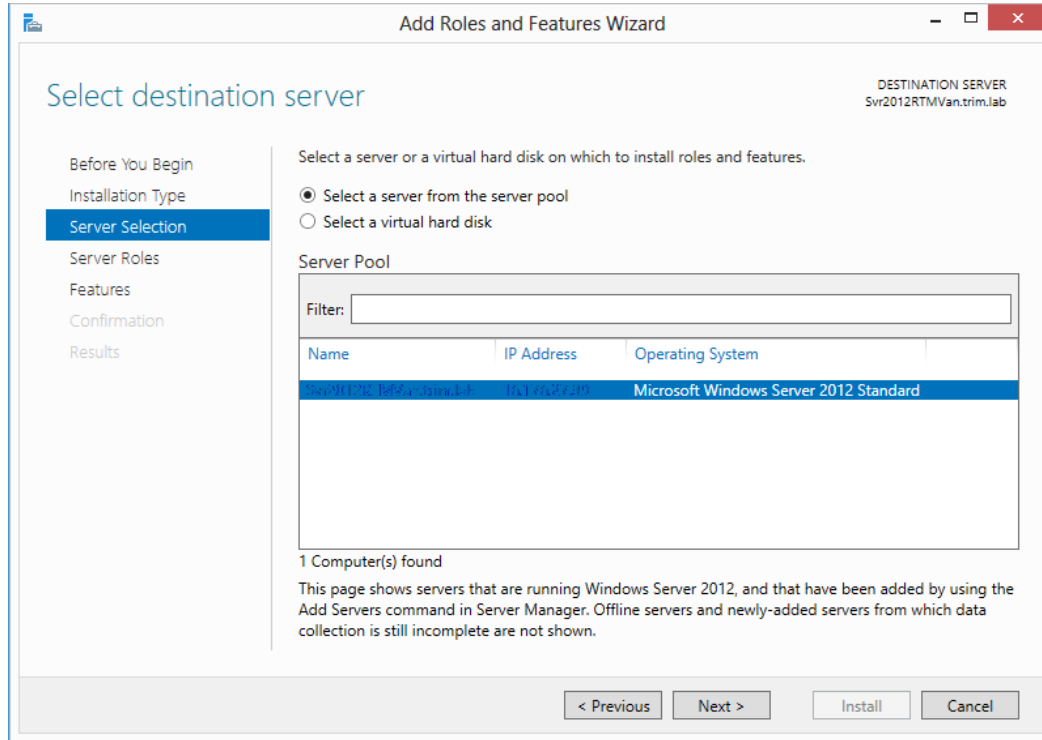 Add Roles and Features Wizard
Select destination server
DESTINATION SERVER
Svr2012RTMVan.trim.lab
Before You Begin
Installation Type
Server Selection
Server Roles
Features
Confirmation
Results
Select a server or a virtual hard disk on which to install roles and features.
Select a server from the server pool
Select a virtual hard disk
Server Pool
Filter:
Name IP Address Operating System
Microsoft Windows Server 2012 Standard
1 Computer(s) found
This page shows servers that are running Windows Server 2012, and that have been added by using the
Add Servers command in Server Manager. Offline servers and newly-added servers from which data
collection is still incomplete are not shown.
< Previous Next > Install Cancel